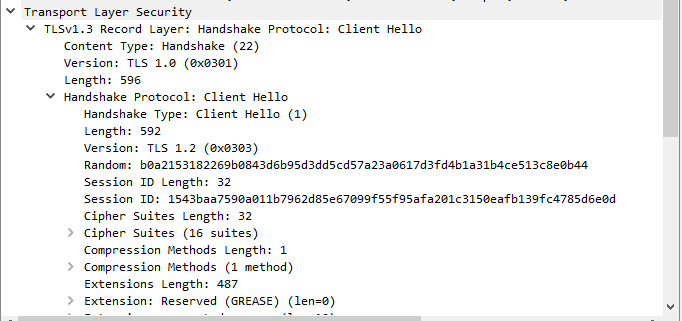 Transport Layer Security
TLSv1.3 Record Layer: Handshake Protocol: Client Hello
Content Type: Handshake (22)
Version: TLS 1.0 (0x0301)
Length: 596
Handshake Protocol: Client Hello
Handshake Type: Client Hello (1)
Length: 592
Version: TLS 1.2 (0x0303)
Random: b0a2153182269b0843d6b95d3dd5cd57a23a0617d3fd4b1a31b4ce513c8e0b44
Session ID Length: 32
Session ID: 1543baa7590a011b7962d85e67099f55f95afa201c3150eafb139fc4785d6e0d
Cipher Suites Length: 32
Cipher Suites (16 suites)
Compression Methods Length: 1
Compression Methods (1 method)
Extensions Length: 487
Extension: Reserved (GREASE) (len=0)